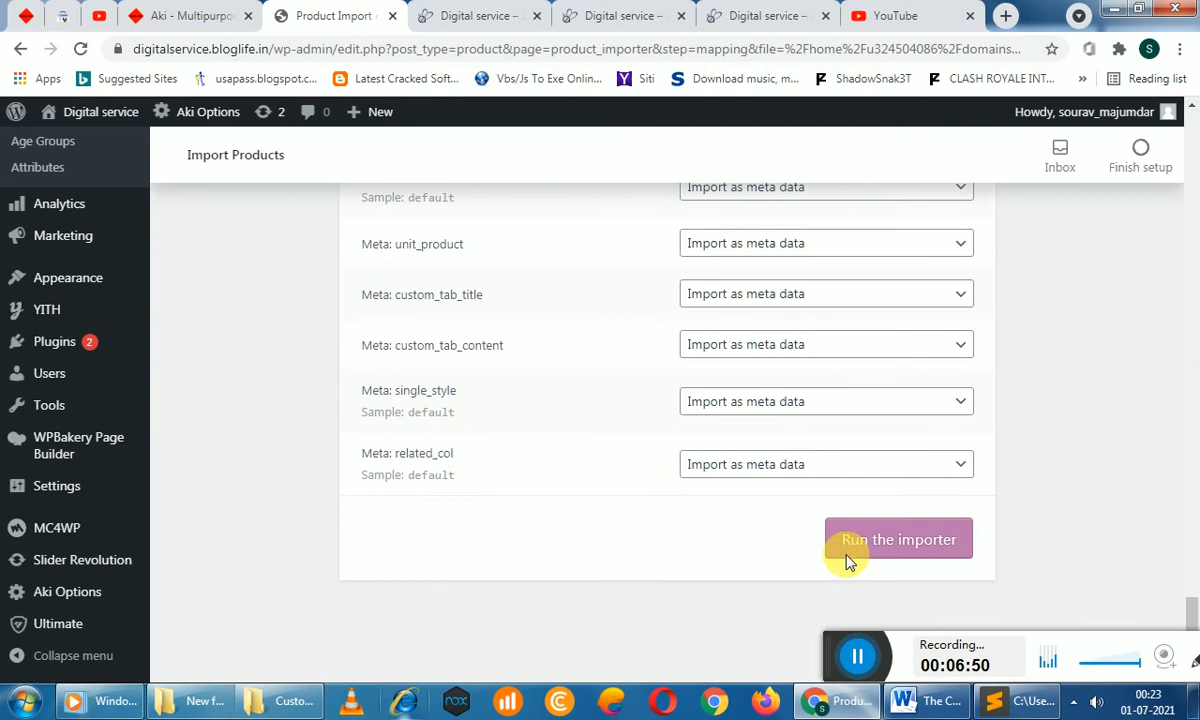 Aki - Multipurpo
Product Import
Digital service –
Digital service –
Digital service –
YouTube
digitalservice.bloglife.in/wp-admin/edit.php?post_type=product&page=product_importer&step=mapping&file=%2Fhome%2Fu324504086%2Fdomains...
S
Apps
Suggested Sites
usapass.blogspot.c...
Latest Cracked Soft...
Vbs/Js To Exe Onlin...
Siti
Download music, m...
ShadowSnak3T
CLASH ROYALE INT...
»
Reading list
Digital service
Aki Options
2
0
New
Howdy, sourav_majumdar
Age Groups
Attributes
Analytics
Marketing
Appearance
YITH
Plugins 2
Users
Tools
WPBakery Page
Builder
Settings
MC4WP
Slider Revolution
Aki Options
Ultimate
Collapse menu
Import Products
Inbox
Finish setup
Sample: default
Import as meta data
Meta: unit_product
Import as meta data
Meta: custom_tab_title
Import as meta data
Meta: custom_tab_content
Import as meta data
Meta: single_style
Sample: default
Import as meta data
Meta: related_col
Sample: default
Import as meta data
Run the importer
Recording...
00:06:50
Windo...
New f...
Custo...
Produ...
The C...
C:\Use...
00:23
01-07-2021